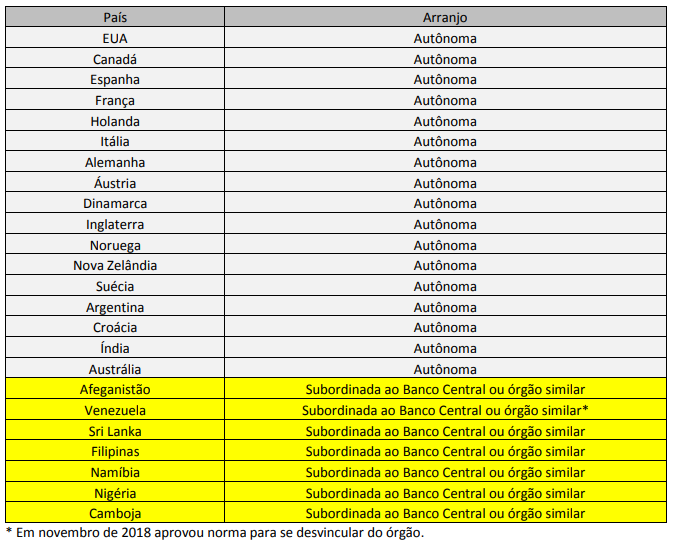 País Arranjo
EUA Autônoma
Canadá Autônoma
Espanha Autônoma
França Autônoma
Holanda Autônoma
Itália Autônoma
Alemanha Autônoma
Áustria Autônoma
Dinamarca Autônoma
Inglaterra Autônoma
Noruega Autônoma
Nova Zelândia Autônoma
Suécia Autônoma
Argentina Autônoma
Croácia Autônoma
Índia Autônoma
Austrália Autônoma
Afeganistão Subordinada ao Banco Central ou órgão similar
Venezuela Subordinada ao Banco Central ou órgão similar*
Sri Lanka Subordinada ao Banco Central ou órgão similar
Filipinas Subordinada ao Banco Central ou órgão similar
Namíbia Subordinada ao Banco Central ou órgão similar
Nigéria Subordinada ao Banco Central ou órgão similar
Camboja Subordinada ao Banco Central ou órgão similar
* Em novembro de 2018 aprovou norma para se desvincular do órgão.